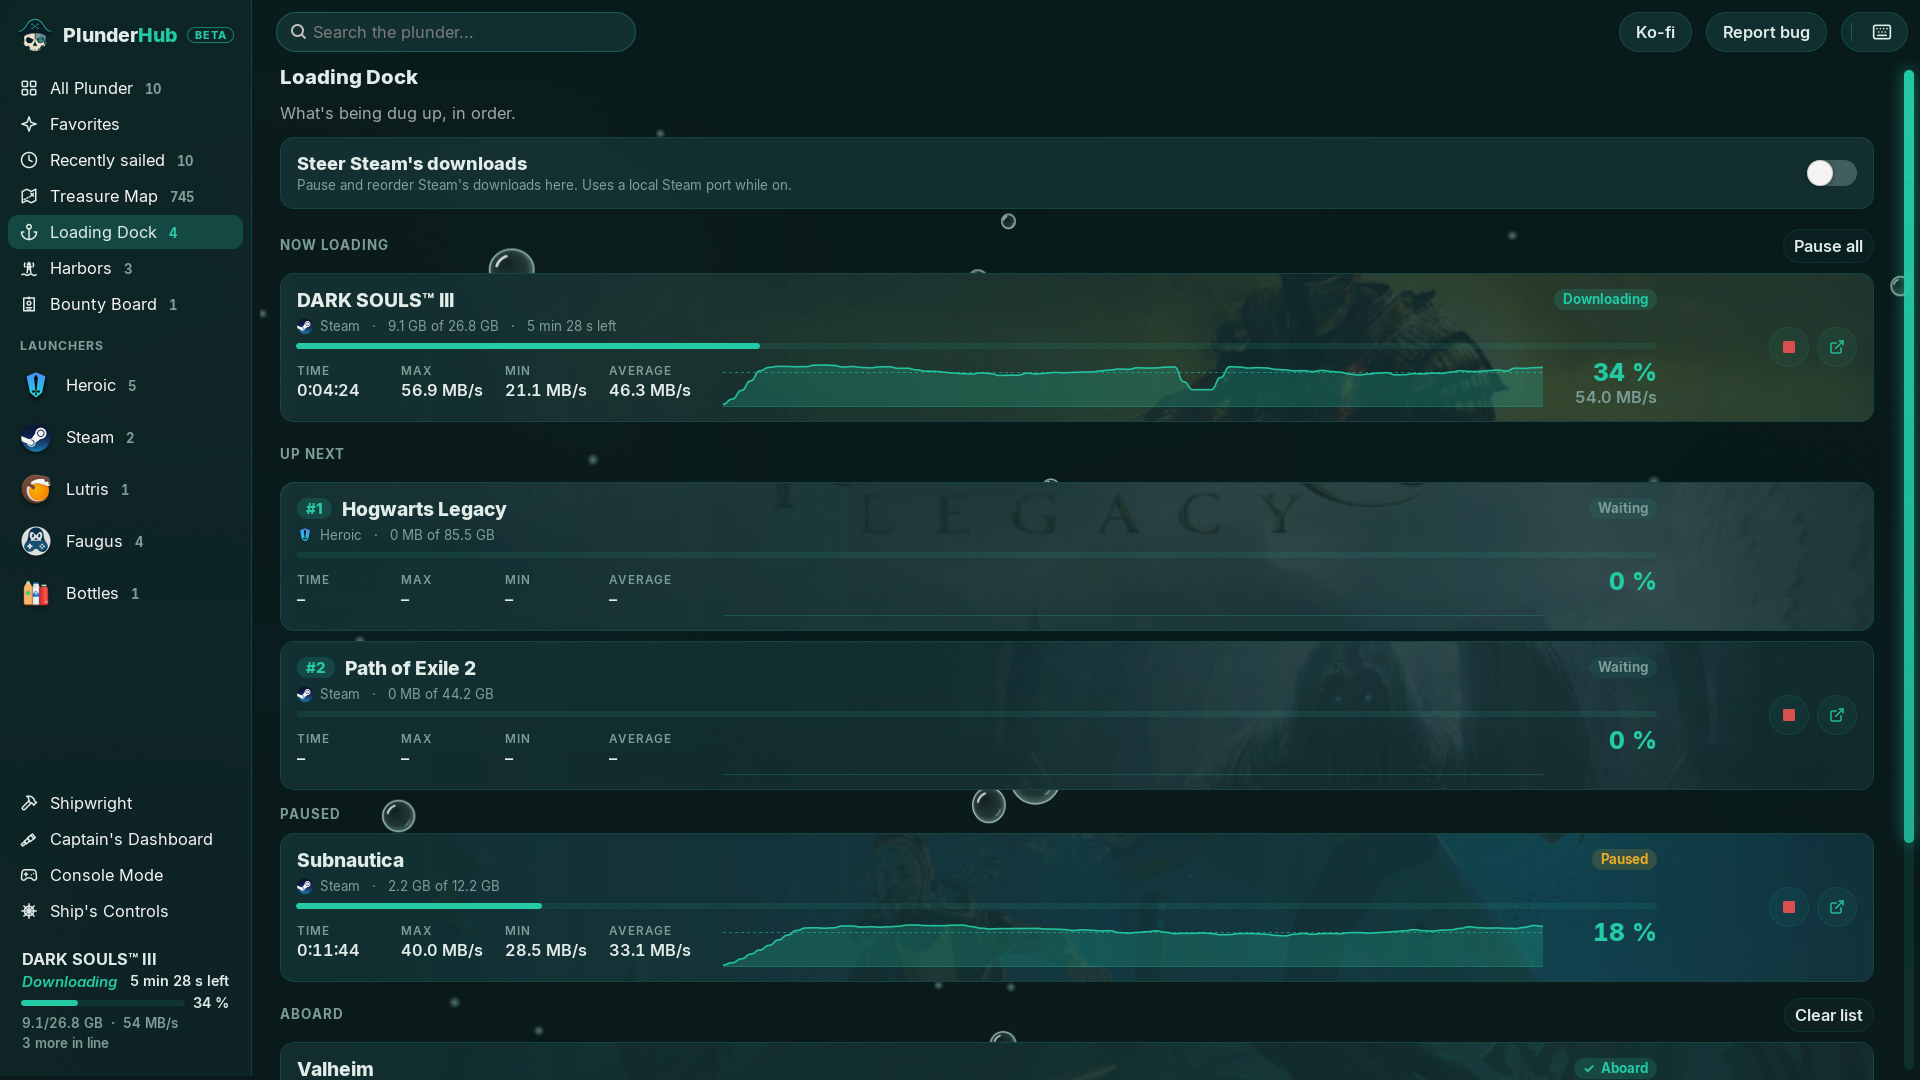 PlunderHub BETA
All Plunder 10
Favorites
Recently sailed 10
Treasure Map 745
Loading Dock 4
Harbors 3
Bounty Board 1
LAUNCHERS
Heroic 5
Steam 2
Lutris 1
Faugus 4
Bottles 1
Shipwright
Captain's Dashboard
Console Mode
Ship's Controls
DARK SOULS™ III
Downloading 5 min 28 s left
34 %
9.1/26.8 GB · 54 MB/s
3 more in line
Search the plunder...
Ko-fi
Report bug
Loading Dock
What's being dug up, in order.
Steer Steam's downloads
Pause and reorder Steam's downloads here. Uses a local Steam port while on.
NOW LOADING
Pause all
DARK SOULS™ III
Downloading
Steam · 9.1 GB of 26.8 GB · 5 min 28 s left
TIME MAX MIN AVERAGE
0:04:24 56.9 MB/s 21.1 MB/s 46.3 MB/s
34 %
54.0 MB/s
UP NEXT
#1 Hogwarts Legacy
LEGACY
Waiting
Heroic · 0 MB of 85.5 GB
TIME MAX MIN AVERAGE
– – – –
0 %
#2 Path of Exile 2
Waiting
Steam · 0 MB of 44.2 GB
TIME MAX MIN AVERAGE
– – – –
0 %
PAUSED
Subnautica
Paused
Steam · 2.2 GB of 12.2 GB
TIME MAX MIN AVERAGE
0:11:44 40.0 MB/s 28.5 MB/s 33.1 MB/s
18 %
ABOARD
Clear list
Valheim
Aboard